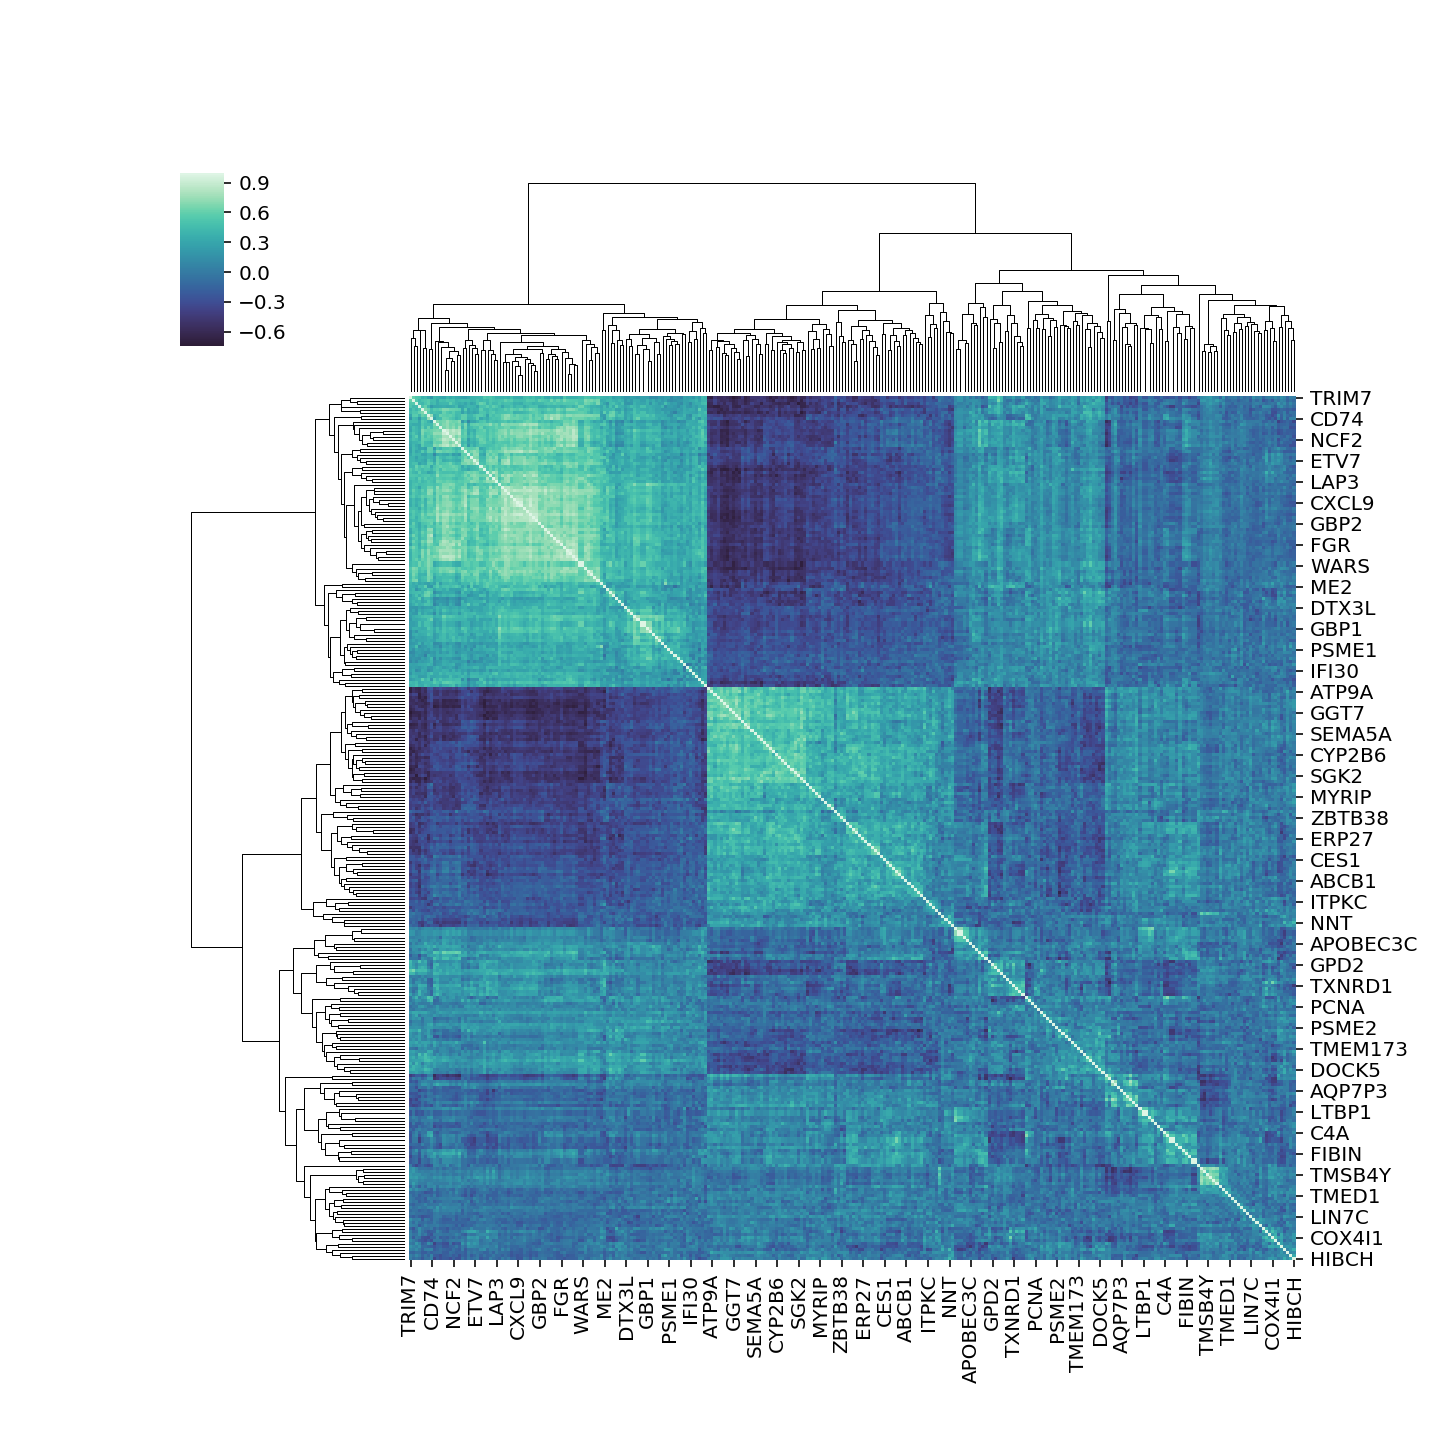 0.9
0.6
0.3
0.0
−0.3
−0.6
TRIM7
CD74
NCF2
ETV7
LAP3
CXCL9
GBP2
FGR
WARS
ME2
DTX3L
GBP1
PSME1
IFI30
ATP9A
GGT7
SEMA5A
CYP2B6
SGK2
MYRIP
ZBTB38
ERP27
CES1
ABCB1
ITPKC
NNT
APOBEC3C
GPD2
TXNRD1
PCNA
PSME2
TMEM173
DOCK5
AQP7P3
LTBP1
C4A
FIBIN
TMSB4Y
TMED1
LIN7C
COX4I1
HIBCH
TRIM7
CD74
NCF2
ETV7
LAP3
CXCL9
GBP2
FGR
WARS
ME2
DTX3L
GBP1
PSME1
IFI30
ATP9A
GGT7
SEMA5A
CYP2B6
SGK2
MYRIP
ZBTB38
ERP27
CES1
ABCB1
ITPKC
NNT
APOBEC3C
GPD2
TXNRD1
PCNA
PSME2
TMEM173
DOCK5
AQP7P3
LTBP1
C4A
FIBIN
TMSB4Y
TMED1
LIN7C
COX4I1
HIBCH